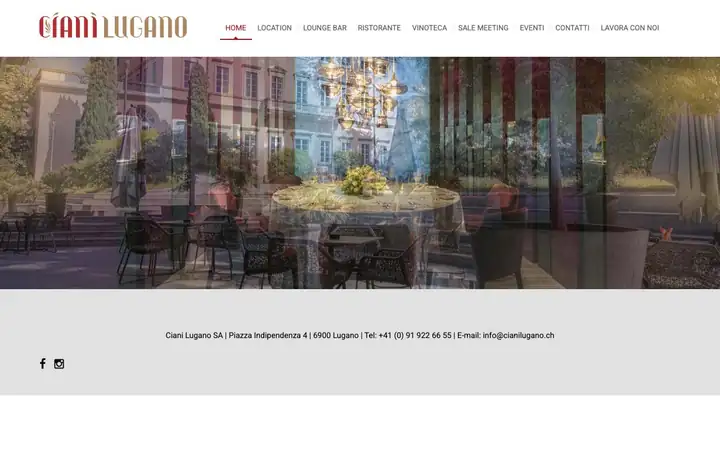 CIANI LUGANO
HOME LOCATION LOUNGE BAR RISTORANTE VINOTECA SALE MEETING EVENTI CONTATTI LAVORA CON NOI
Ciani Lugano SA | Piazza Indipendenza 4 | 6900 Lugano | Tel: +41 (0) 91 922 66 55 | E-mail: info@cianilugano.ch